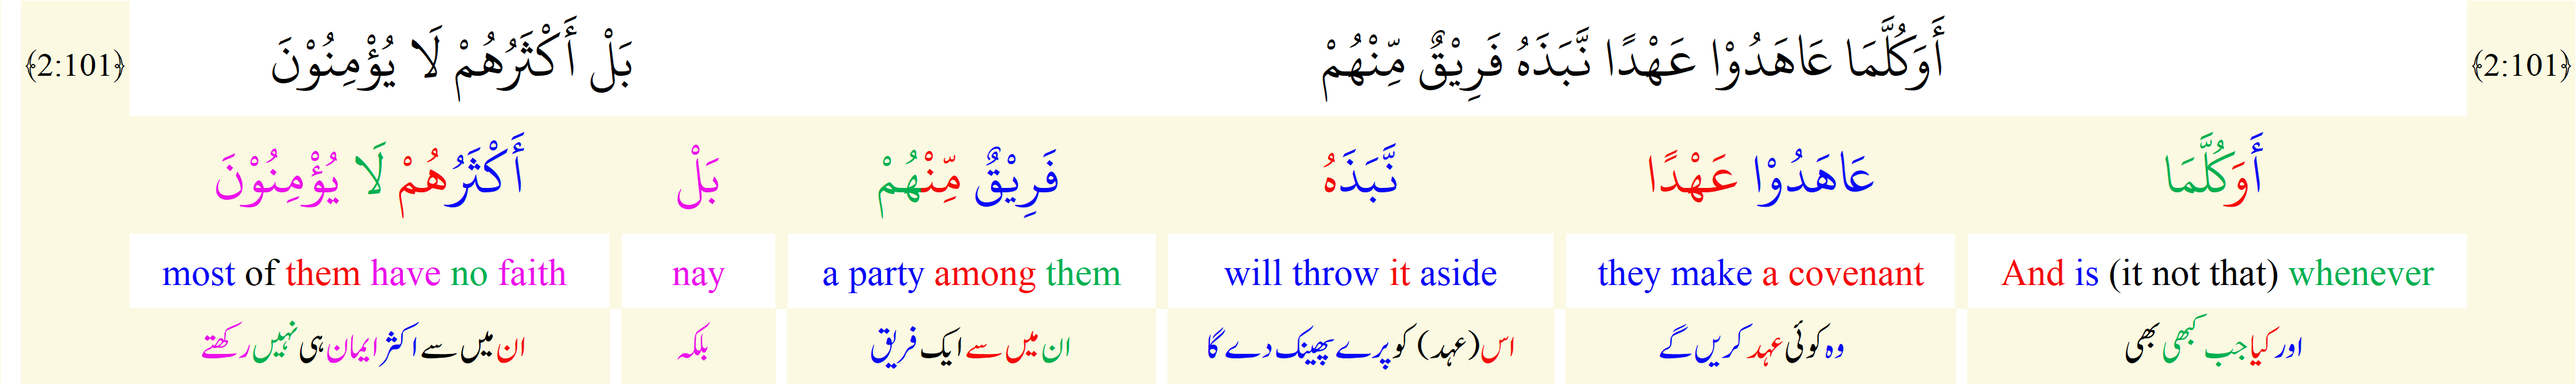 ﴿2:101﴾ أَوَكُلَّمَا عَاهَدُوْا عَهْدًا نَّبَذَهُ فَرِيْقٌ مِّنْهُمْ بَلْ أَكْثَرُهُمْ لَا يُؤْمِنُوْنَ ﴿2:101﴾
أَوَكُلَّمَا عَاهَدُوْا عَهْدًا نَّبَذَهُ فَرِيْقٌ مِّنْهُمْ بَلْ أَكْثَرُهُمْ لَا يُؤْمِنُوْنَ
And is (it not that) whenever they make a covenant will throw it aside a party among them nay most of them have no faith
اور کیا جب کبھی بھی وہ کوئی عہد کریں گے اس (عہد) کو پرے پھینک دے گا ان میں سے ایک فریق بلکہ ان میں سے اکثر ایمان ہی نہیں رکھتے